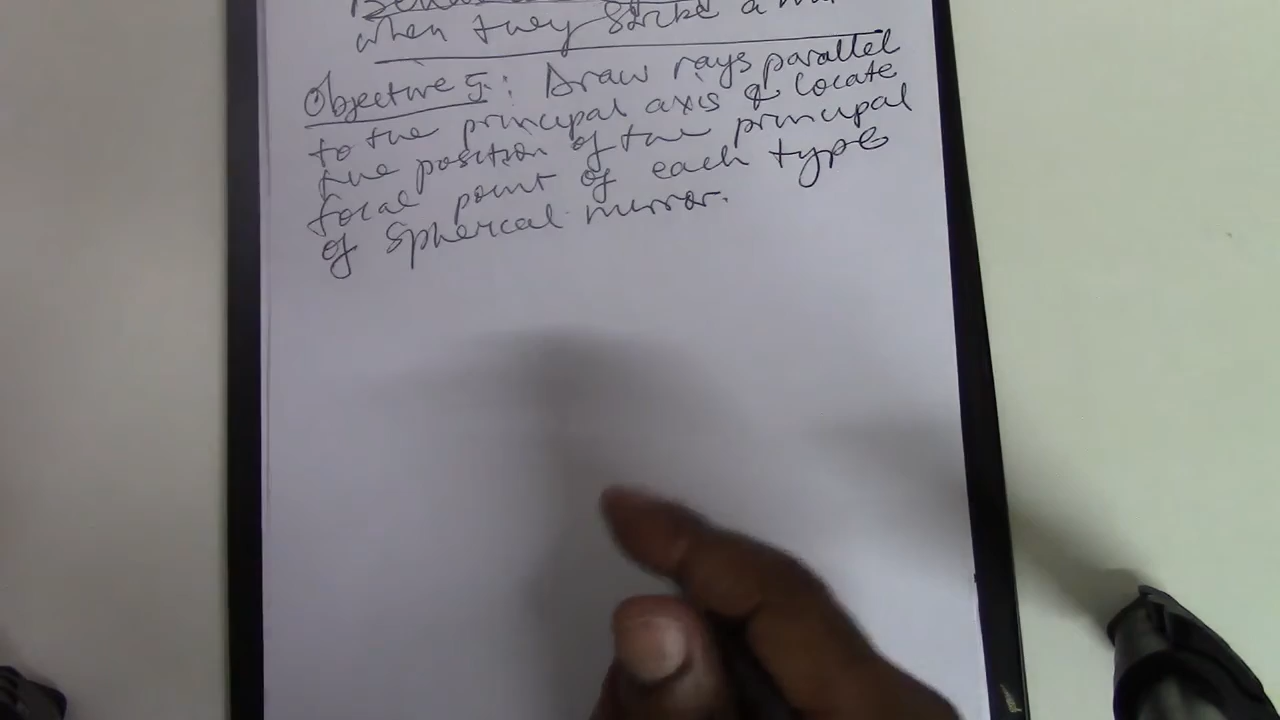 when they strike a
Objective 5: Draw rays parallel
to the principal axis & locate
the position of the principal
focal point of each type
of spherical mirror.